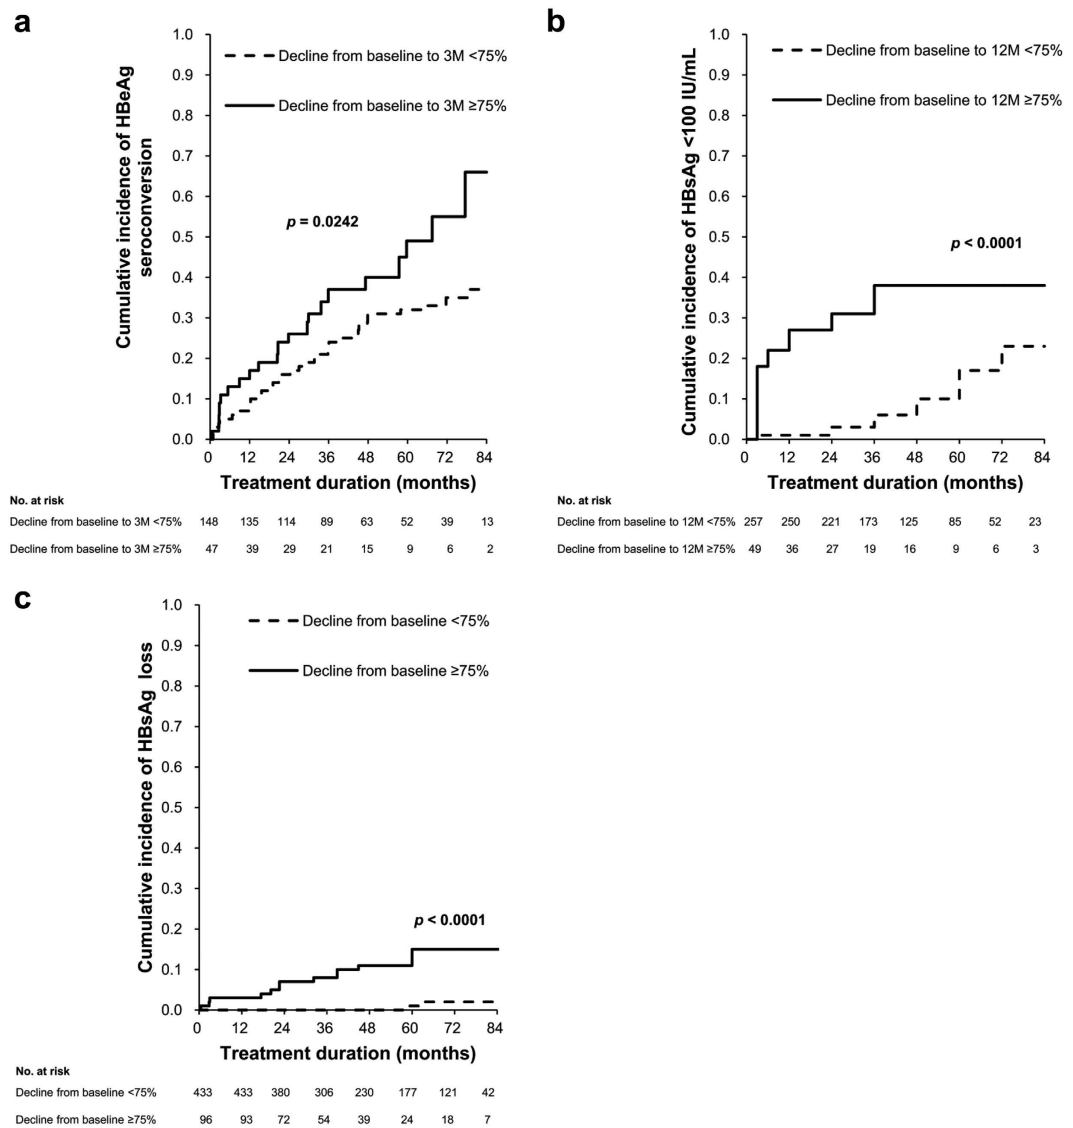 a
Cumulative incidence of HBeAg
seroconversion
1.0
0.9
0.8
0.7
0.6
0.5
0.4
0.3
0.2
0.1
0.0
Decline from baseline to 3M <75%
Decline from baseline to 3M ≥75%
p = 0.0242
0 12 24 36 48 60 72 84
Treatment duration (months)
No. at risk
Decline from baseline to 3M <75% 148 135 114 89 63 52 39 13
Decline from baseline to 3M ≥75% 47 39 29 21 15 9 6 2
b
Cumulative incidence of HBsAg <100 IU/mL
1.0
0.9
0.8
0.7
0.6
0.5
0.4
0.3
0.2
0.1
0.0
Decline from baseline to 12M <75%
Decline from baseline to 12M ≥75%
p < 0.0001
0 12 24 36 48 60 72 84
Treatment duration (months)
No. at risk
Decline from baseline to 12M <75% 257 250 221 173 125 85 52 23
Decline from baseline to 12M ≥75% 49 36 27 19 16 9 6 3
c
Cumulative incidence of HBsAg loss
1.0
0.9
0.8
0.7
0.6
0.5
0.4
0.3
0.2
0.1
0.0
Decline from baseline <75%
Decline from baseline ≥75%
p < 0.0001
0 12 24 36 48 60 72 84
Treatment duration (months)
No. at risk
Decline from baseline <75% 433 433 380 306 230 177 121 42
Decline from baseline ≥75% 96 93 72 54 39 24 18 7